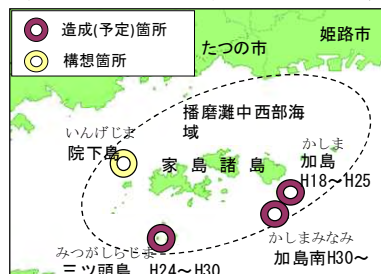 造成(予定)箇所
構想箇所
たつの市
姫路市
播磨灘中西部海
域
いんげじま
院下島
家島諸島
かしま
加島
H18～H25
かしまみなみ
加島南H30～
みつがしらじま
三ツ頭島 H24～H30